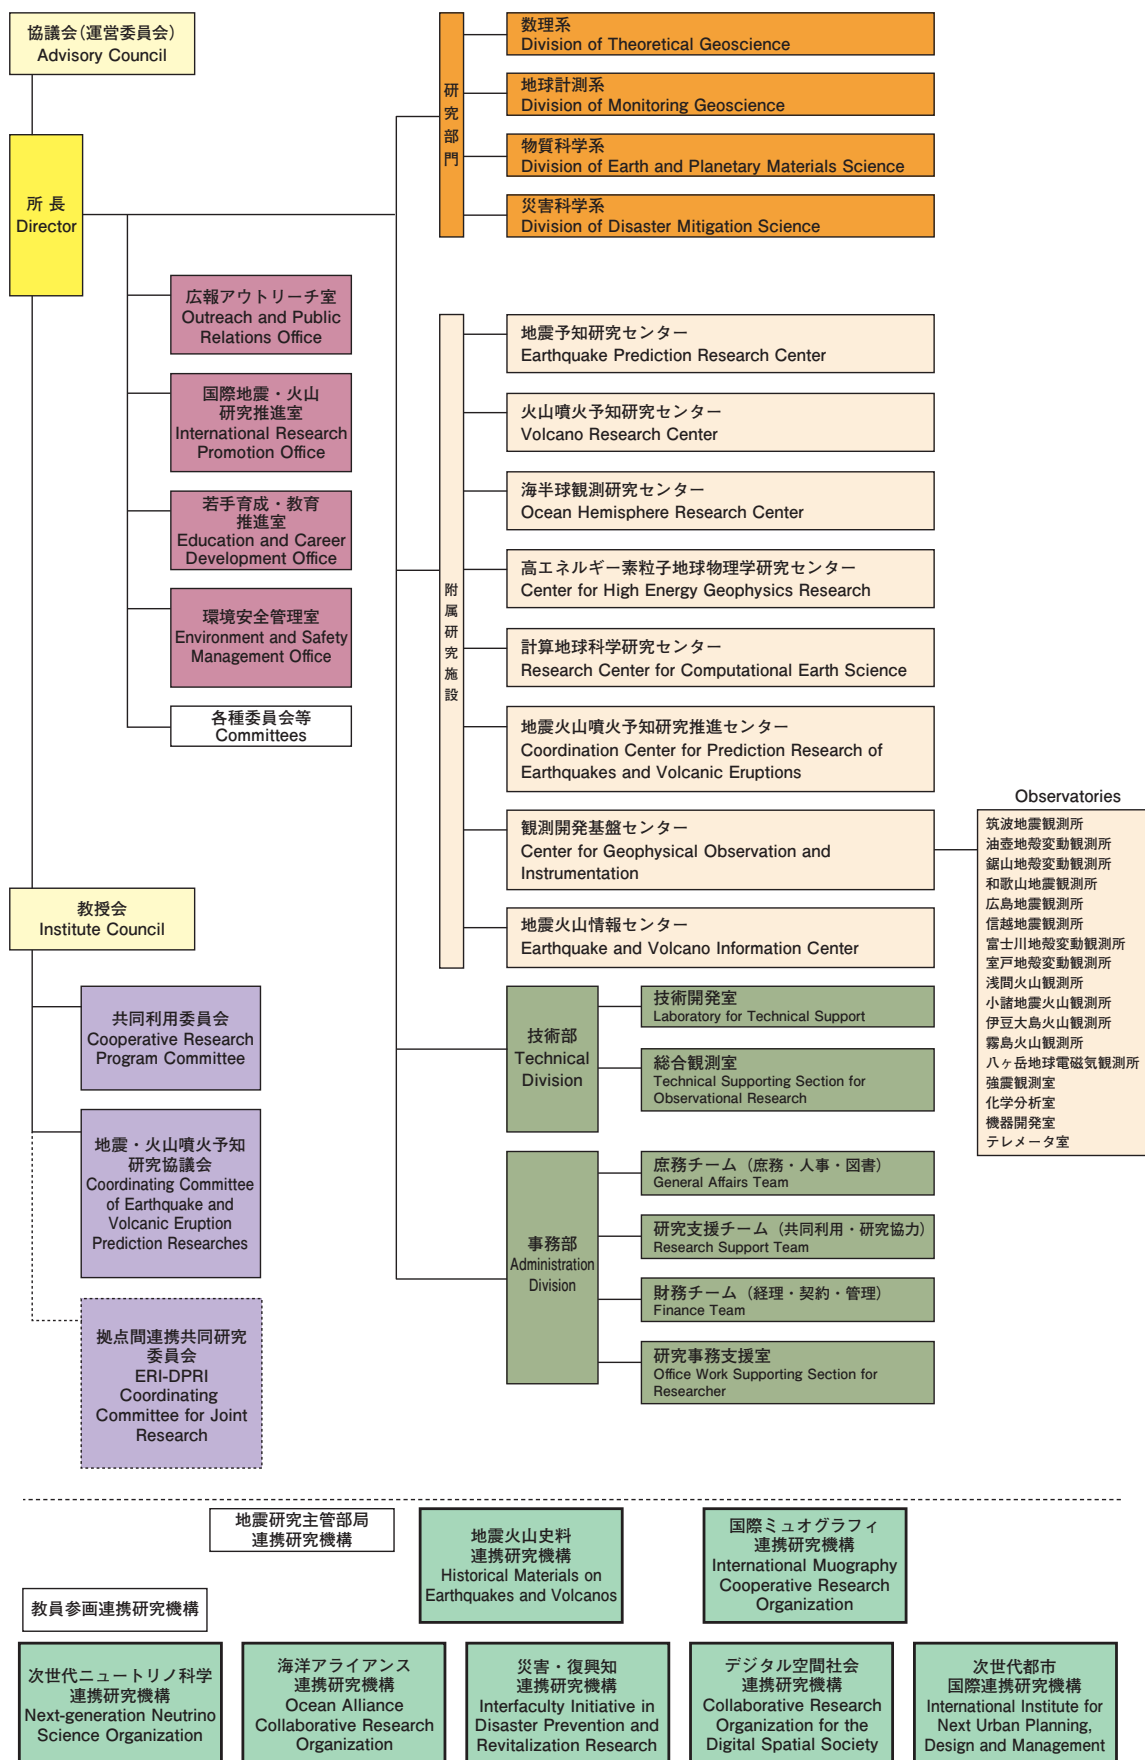 協議会(運営委員会)
Advisory Council
所 長
Director
広報アウトリーチ室
Outreach and Public
Relations Office
国際地震・火山
研究推進室
International Research
Promotion Office
若手育成・教育
推進室
Education and Career
Development Office
環境安全管理室
Environment and Safety
Management Office
各種委員会等
Committees
教授会
Institute Council
共同利用委員会
Cooperative Research
Program Committee
地震・火山噴火予知
研究協議会
Coordinating Committee
of Earthquake and
Volcanic Eruption
Prediction Researches
拠点間連携共同研究
委員会
ERI-DPRI
Coordinating
Committee for Joint
Research
研究部門
数理系
Division of Theoretical Geoscience
地球計測系
Division of Monitoring Geoscience
物質科学系
Division of Earth and Planetary Materials Science
災害科学系
Division of Disaster Mitigation Science
附属研究施設
地震予知研究センター
Earthquake Prediction Research Center
火山噴火予知研究センター
Volcano Research Center
海半球観測研究センター
Ocean Hemisphere Research Center
高エネルギー素粒子地球物理学研究センター
Center for High Energy Geophysics Research
計算地球科学研究センター
Research Center for Computational Earth Science
地震火山噴火予知研究推進センター
Coordination Center for Prediction Research of
Earthquakes and Volcanic Eruptions
観測開発基盤センター
Center for Geophysical Observation and
Instrumentation
地震火山情報センター
Earthquake and Volcano Information Center
Observatories
筑波地震観測所
油壺地殻変動観測所
鋸山地殻変動観測所
和歌山地震観測所
広島地震観測所
信越地震観測所
富士川地殻変動観測所
室戸地殻変動観測所
浅間火山観測所
小諸地震火山観測所
伊豆大島火山観測所
霧島火山観測所
八ヶ岳地球電磁気観測所
強震観測室
化学分析室
機器開発室
テレメータ室
技術部
Technical
Division
技術開発室
Laboratory for Technical Support
総合観測室
Technical Supporting Section for
Observational Research
事務部
Administration
Division
庶務チーム（庶務・人事・図書）
General Affairs Team
研究支援チーム（共同利用・研究協力）
Research Support Team
財務チーム（経理・契約・管理）
Finance Team
研究事務支援室
Office Work Supporting Section for
Researcher
地震研究主管部局
連携研究機構
地震火山史料
連携研究機構
Historical Materials on
Earthquakes and Volcanos
国際ミュオグラフィ
連携研究機構
International Muography
Cooperative Research
Organization
教員参画連携研究機構
次世代ニュートリノ科学
連携研究機構
Next-generation Neutrino
Science Organization
海洋アライアンス
連携研究機構
Ocean Alliance
Collaborative Research
Organization
災害・復興知
連携研究機構
Interfaculty Initiative in
Disaster Prevention and
Revitalization Research
デジタル空間社会
連携研究機構
Collaborative Research
Organization for the
Digital Spatial Society
次世代都市
国際連携研究機構
International Institute for
Next Urban Planning,
Design and Management